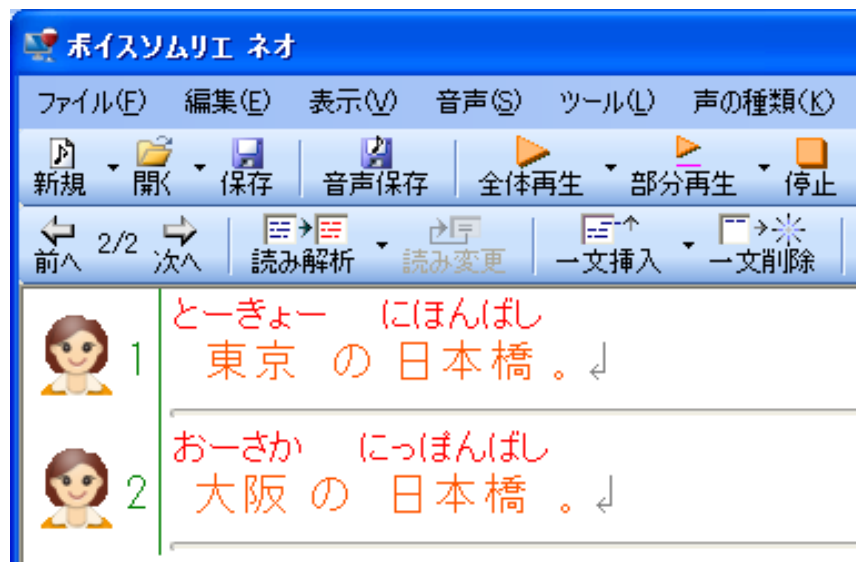 ボイスソムリエ ネオ
ファイル(F) 編集(E) 表示(V) 音声(S) ツール(L) 声の種類(K)
新規 開く 保存 音声保存 全体再生 部分再生 停止
前へ 2/2 次へ 読み解析 読み変更 一文挿入 一文削除
とーきょー にほんばし
1 東京 の 日本橋 。↲
おーさか にっぽんばし
2 大阪 の 日本橋 。↲